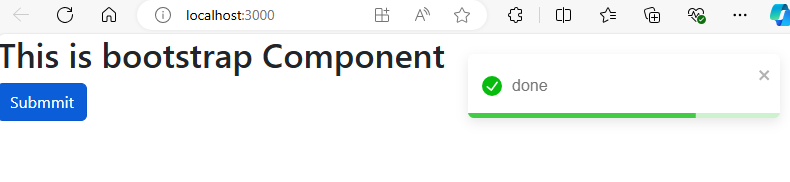 localhost:3000
This is bootstrap Component
done
Submmit